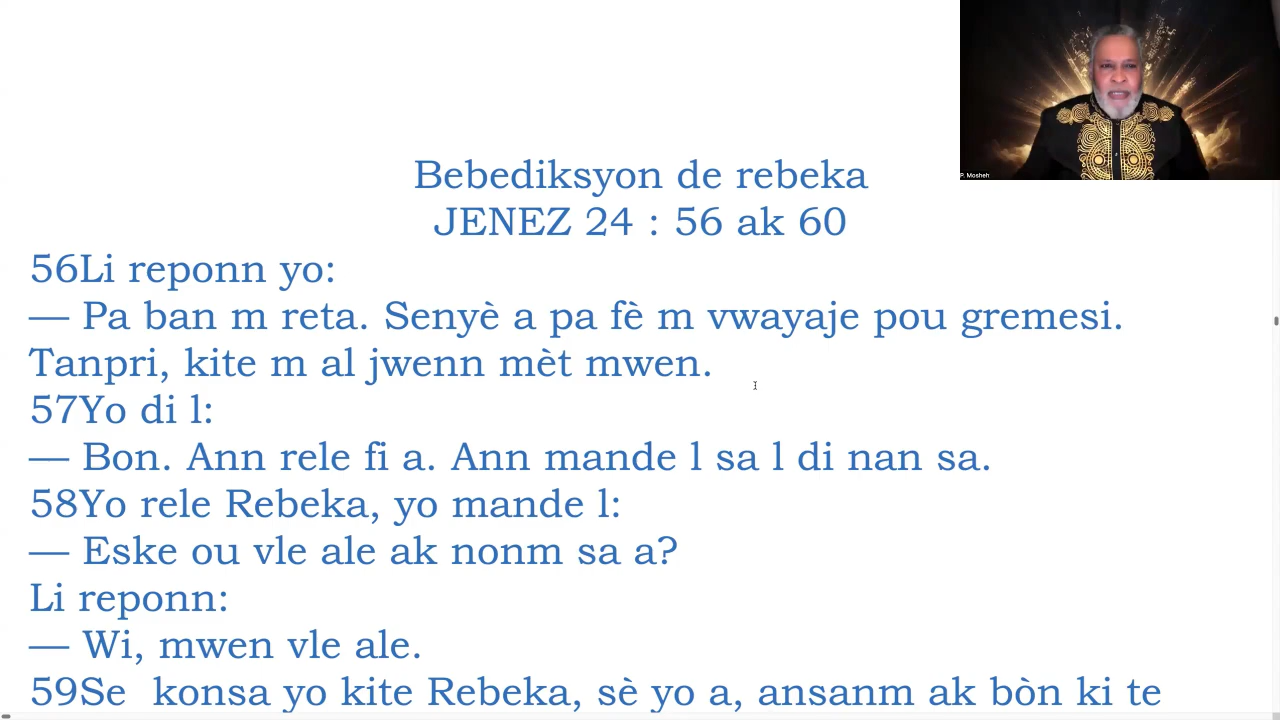 Bebediksyon de rebeka
JENEZ 24 : 56 ak 60
56Li reponn yo:
— Pa ban m reta. Senyè a pa fè m vwayaje pou gremesi.
Tanpri, kite m al jwenn mèt mwen.
57Yo di l:
— Bon. Ann rele fi a. Ann mande l sa l di nan sa.
58Yo rele Rebeka, yo mande l:
— Eske ou vle ale ak nonm sa a?
Li reponn:
— Wi, mwen vle ale.
59Se  konsa yo kite Rebeka, sè yo a, ansanm ak bòn ki te
P. Mosheh